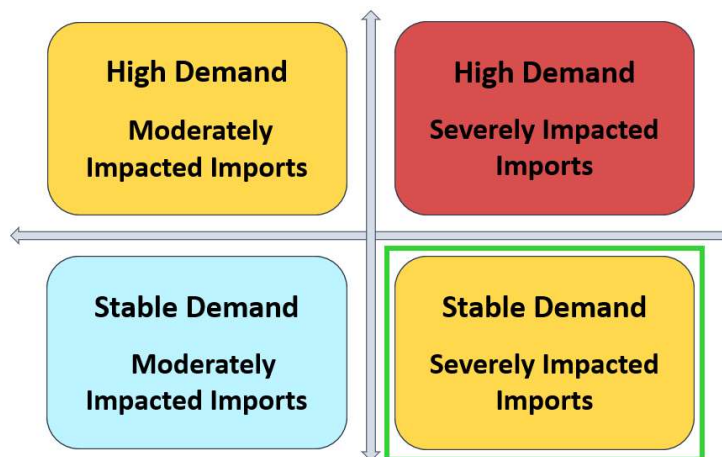 High Demand
Moderately
Impacted Imports
High Demand
Severely Impacted
Imports
Stable Demand
Moderately
Impacted Imports
Stable Demand
Severely Impacted
Imports